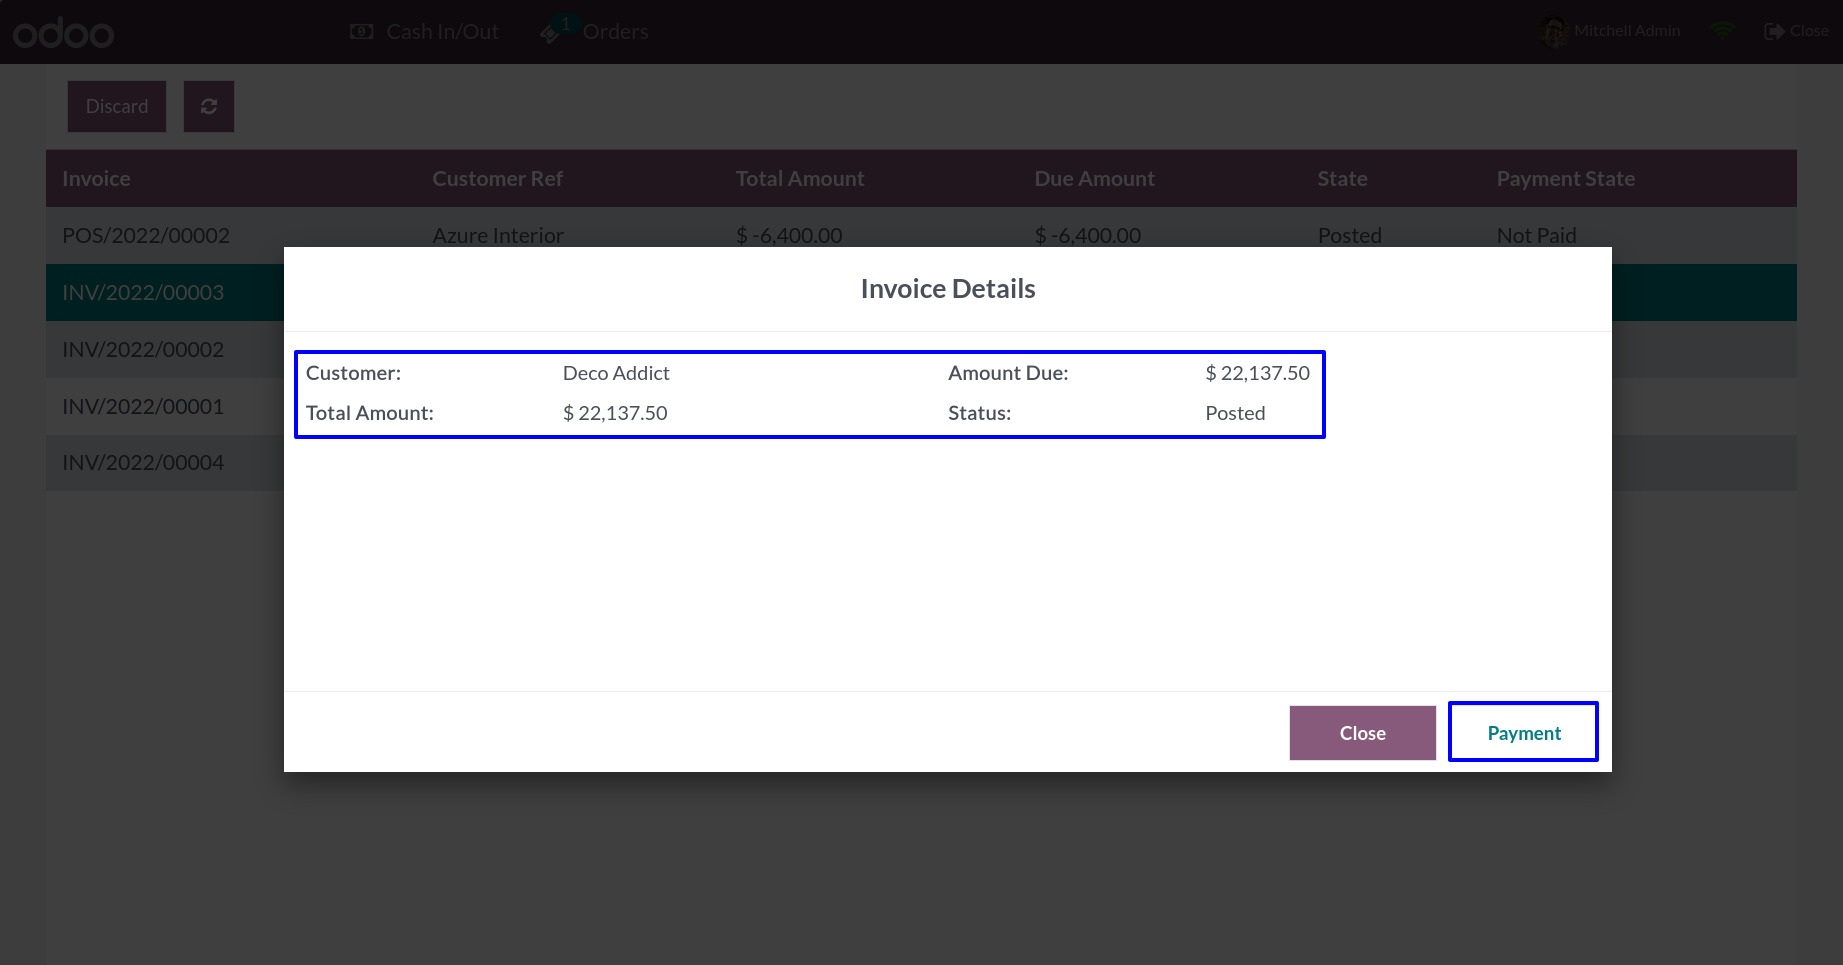 odoo Cash In/Out 1 Orders Mitchell Admin Close
Discard
Invoice Customer Ref Total Amount Due Amount State Payment State
POS/2022/00002 Azure Interior $ -6,400.00 $ -6,400.00 Posted Not Paid
INV/2022/00003
INV/2022/00002
INV/2022/00001
INV/2022/00004
Invoice Details
Customer: Deco Addict Amount Due: $ 22,137.50
Total Amount: $ 22,137.50 Status: Posted
Close Payment